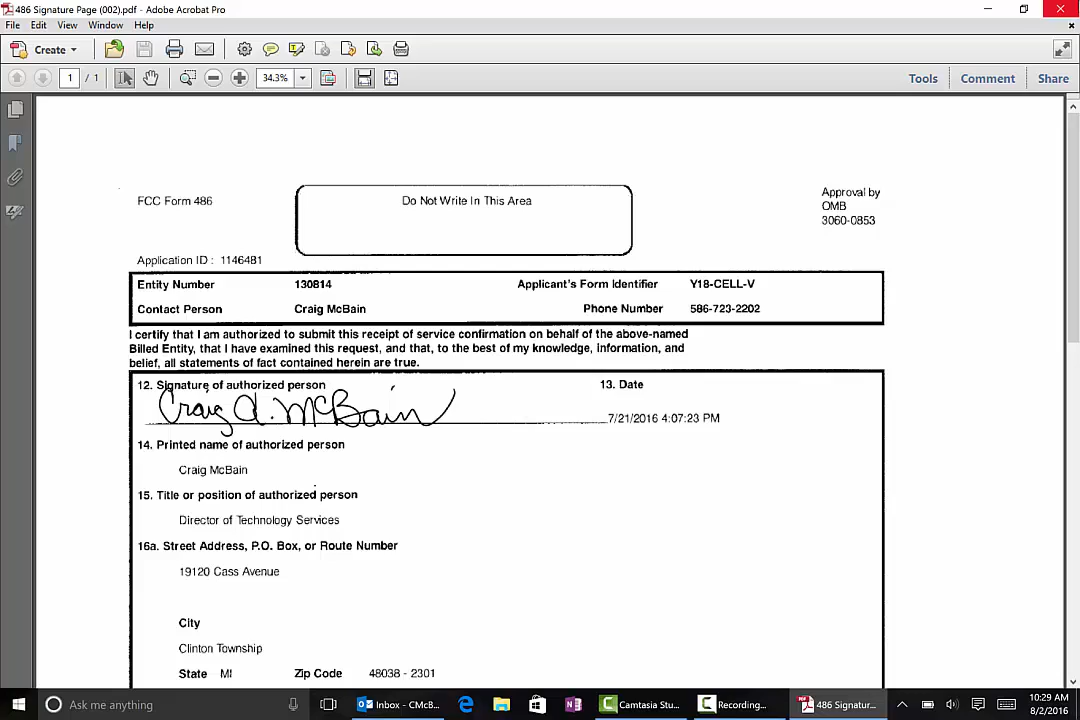 486 Signature Page (002).pdf - Adobe Acrobat Pro
File Edit View Window Help
Create
1 / 1 34.3% Tools Comment Share
FCC Form 486
Do Not Write In This Area
Approval by
OMB
3060-0853
Application ID : 1146481
Entity Number 130814 Applicant's Form Identifier Y18-CELL-V
Contact Person Craig McBain Phone Number 586-723-2202
I certify that I am authorized to submit this receipt of service confirmation on behalf of the above-named
Billed Entity, that I have examined this request, and that, to the best of my knowledge, information, and
belief, all statements of fact contained herein are true.
12. Signature of authorized person 13. Date
Craig D. McBain 7/21/2016 4:07:23 PM
14. Printed name of authorized person
Craig McBain
15. Title or position of authorized person
Director of Technology Services
16a. Street Address, P.O. Box, or Route Number
19120 Cass Avenue
City
Clinton Township
State MI Zip Code 48038 - 2301
Ask me anything Inbox - CMcB... Camtasia Stu... Recording... 486 Signatur... 10:29 AM
8/2/2016